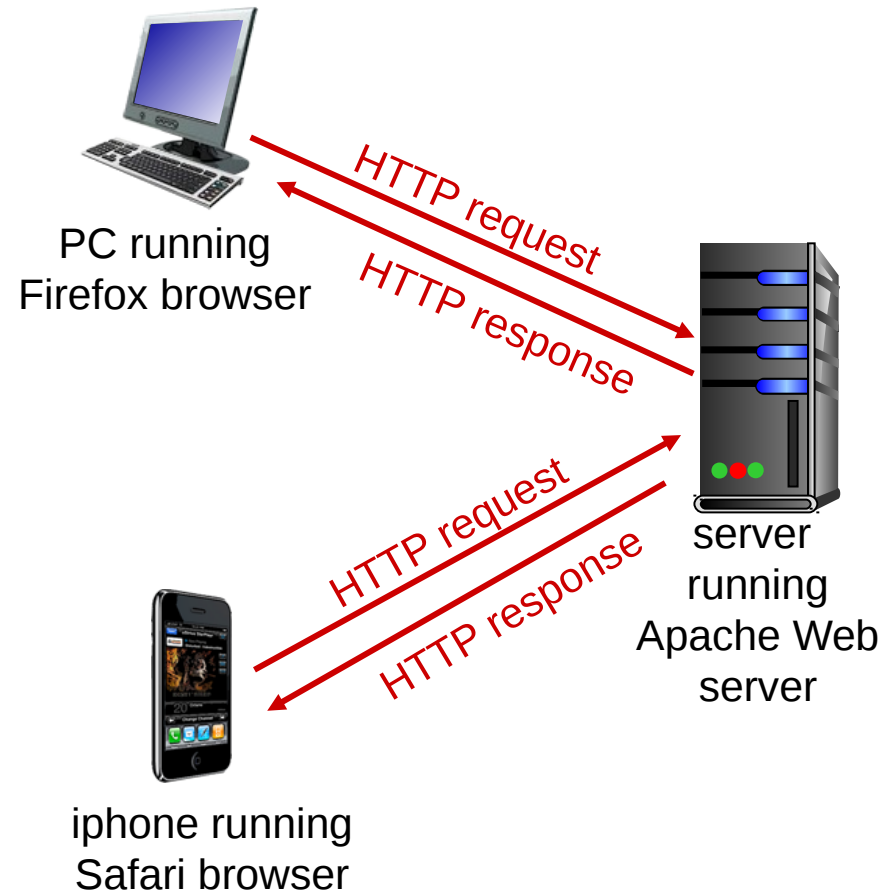 HTTP request
PC running
Firefox browser
HTTP response
HTTP request
server
running
Apache Web
server
HTTP response
iphone running
Safari browser